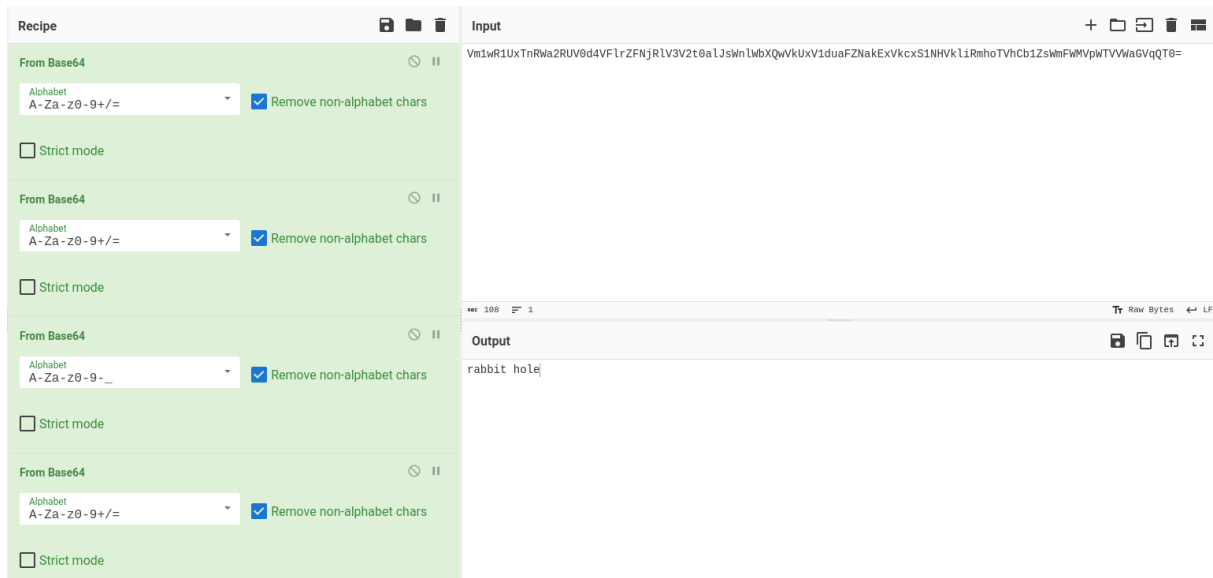 Recipe
From Base64
Alphabet
A-Za-z0-9+/=
Remove non-alphabet chars
Strict mode
From Base64
Alphabet
A-Za-z0-9+/=
Remove non-alphabet chars
Strict mode
From Base64
Alphabet
A-Za-z0-9-_
Remove non-alphabet chars
Strict mode
From Base64
Alphabet
A-Za-z0-9+/=
Remove non-alphabet chars
Strict mode
Input
Vm1wR1UxTnRWa2RUV0d4VFlrZFNjRlV3V2t0alJsWnlWbXQwVkUxV1duaFZNakExVkcxS1NHVkliRmhoTVhCb1ZsWmFWMVpWTVVWaGVqQT0=
ABC 108 1
Tт Raw Bytes LF
Output
rabbit hole